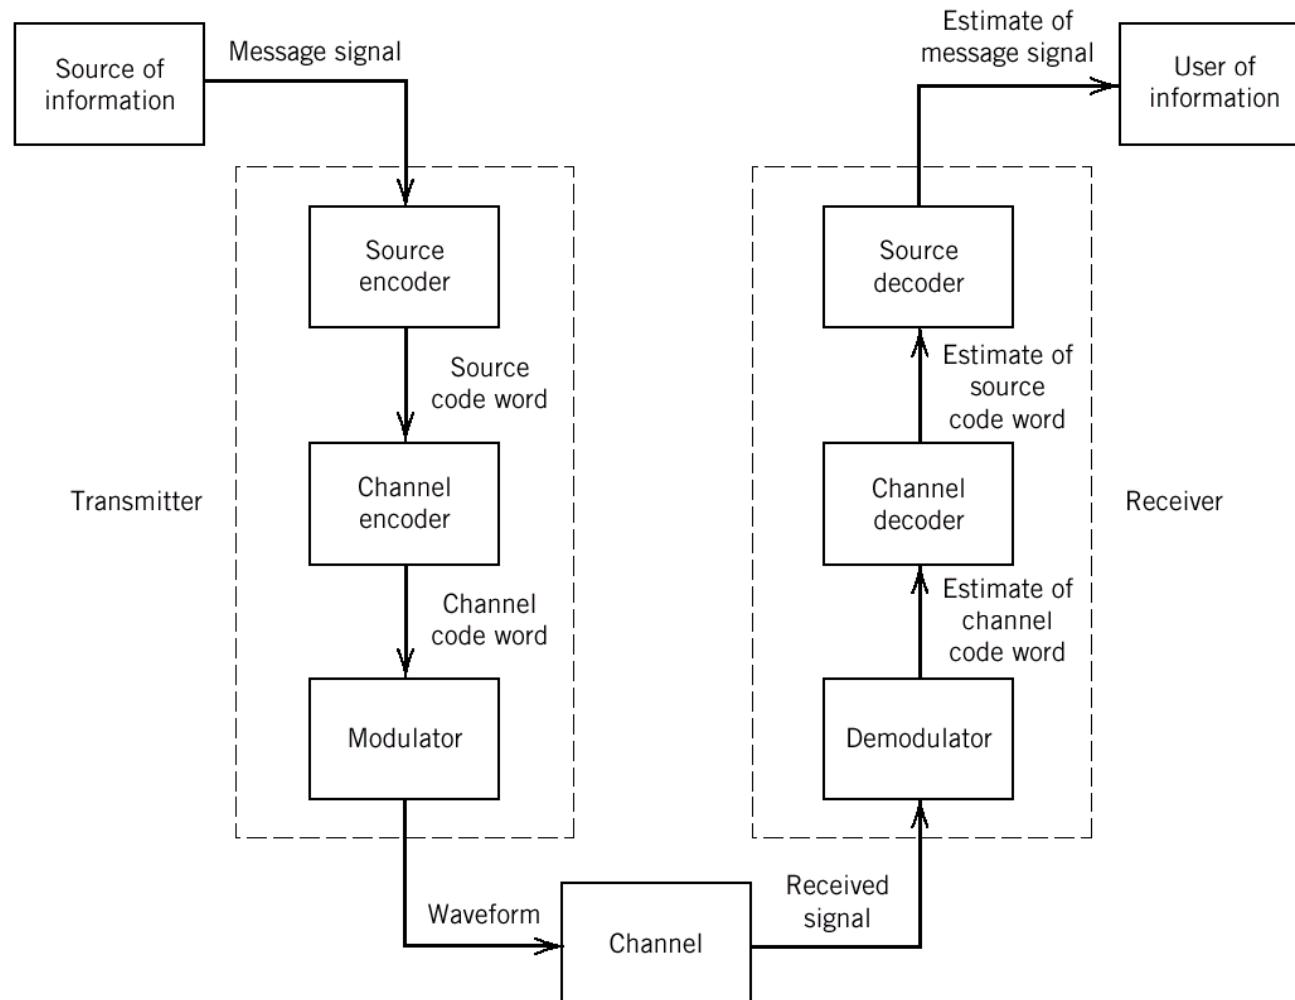 Source of
information
Message signal
Estimate of
message signal
User of
information
Source
encoder
Source
decoder
Source
code word
Estimate of
source
code word
Transmitter
Channel
encoder
Channel
decoder
Receiver
Channel
code word
Estimate of
channel
code word
Modulator
Demodulator
Waveform
Channel
Received
signal